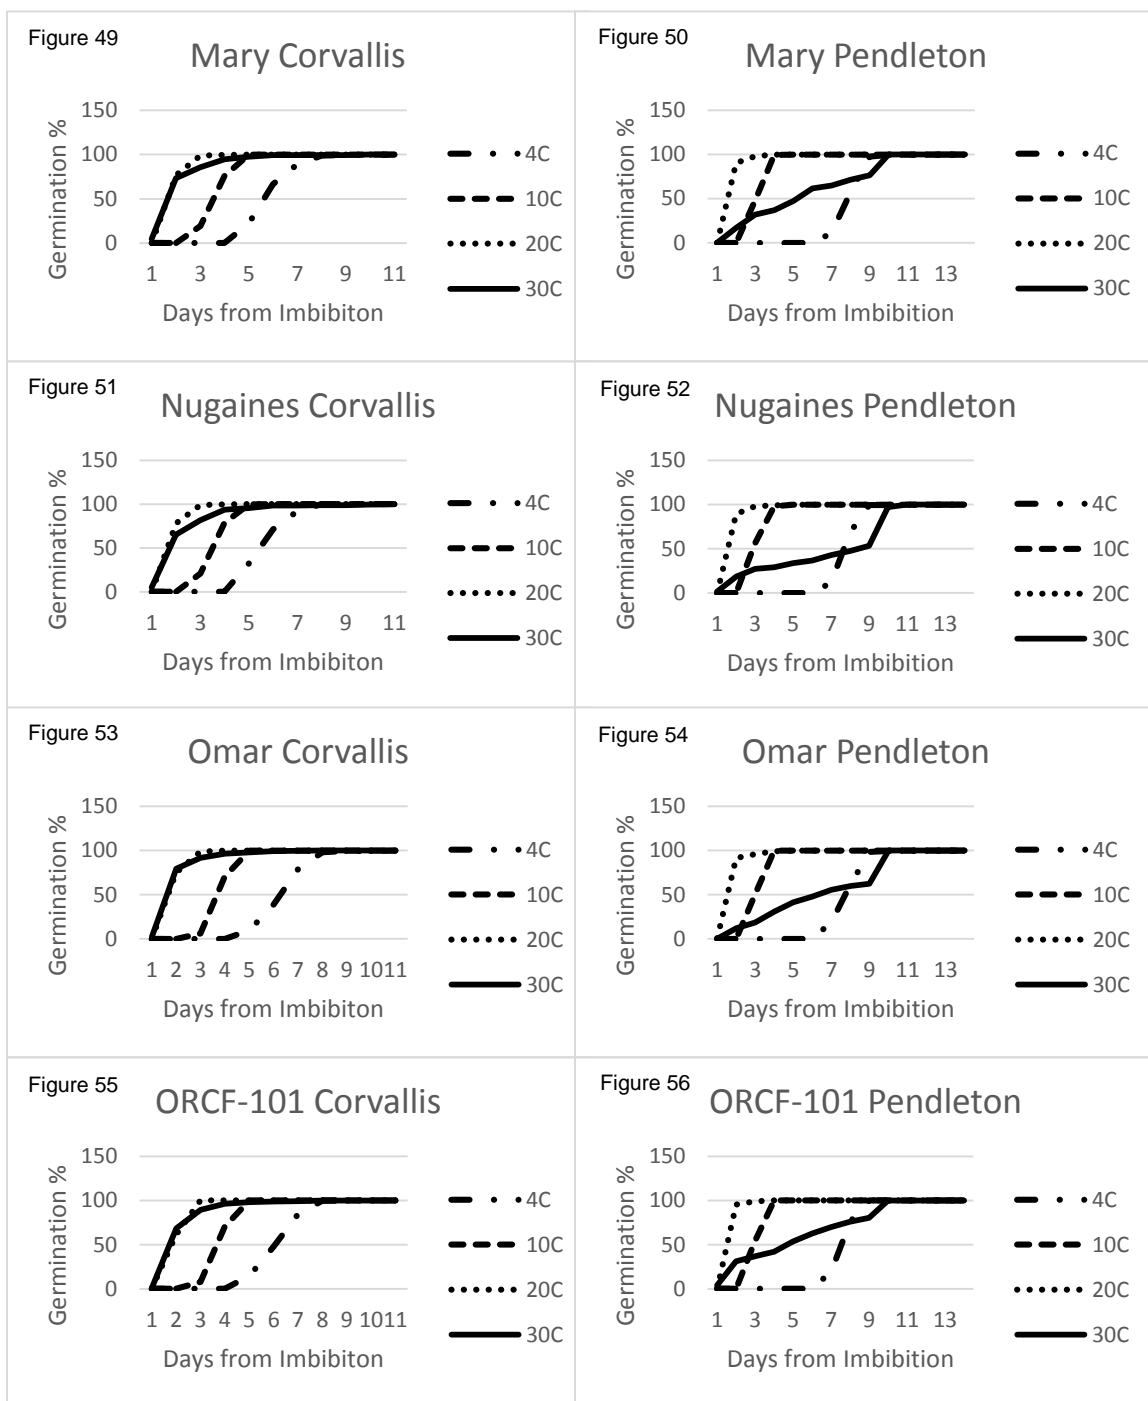 Figure 49
Mary Corvallis
Germination %
150
100
50
0
1 3 5 7 9 11
Days from Imbibiton
4C
10C
20C
30C
Figure 50
Mary Pendleton
Germination %
150
100
50
0
1 3 5 7 9 11 13
Days from Imbibition
4C
10C
20C
30C
Figure 51
Nugaines Corvallis
Germination %
150
100
50
0
1 3 5 7 9 11
Days from Imbibiton
4C
10C
20C
30C
Figure 52
Nugaines Pendleton
Germination %
150
100
50
0
1 3 5 7 9 11 13
Days from Imbibition
4C
10C
20C
30C
Figure 53
Omar Corvallis
Germination %
150
100
50
0
1 2 3 4 5 6 7 8 9 10 11
Days from Imbibiton
4C
10C
20C
30C
Figure 54
Omar Pendleton
Germination %
150
100
50
0
1 3 5 7 9 11 13
Days from Imbibition
4C
10C
20C
30C
Figure 55
ORCF-101 Corvallis
Germination %
150
100
50
0
1 2 3 4 5 6 7 8 9 10 11
Days from Imbibiton
4C
10C
20C
30C
Figure 56
ORCF-101 Pendleton
Germination %
150
100
50
0
1 3 5 7 9 11 13
Days from Imbibition
4C
10C
20C
30C